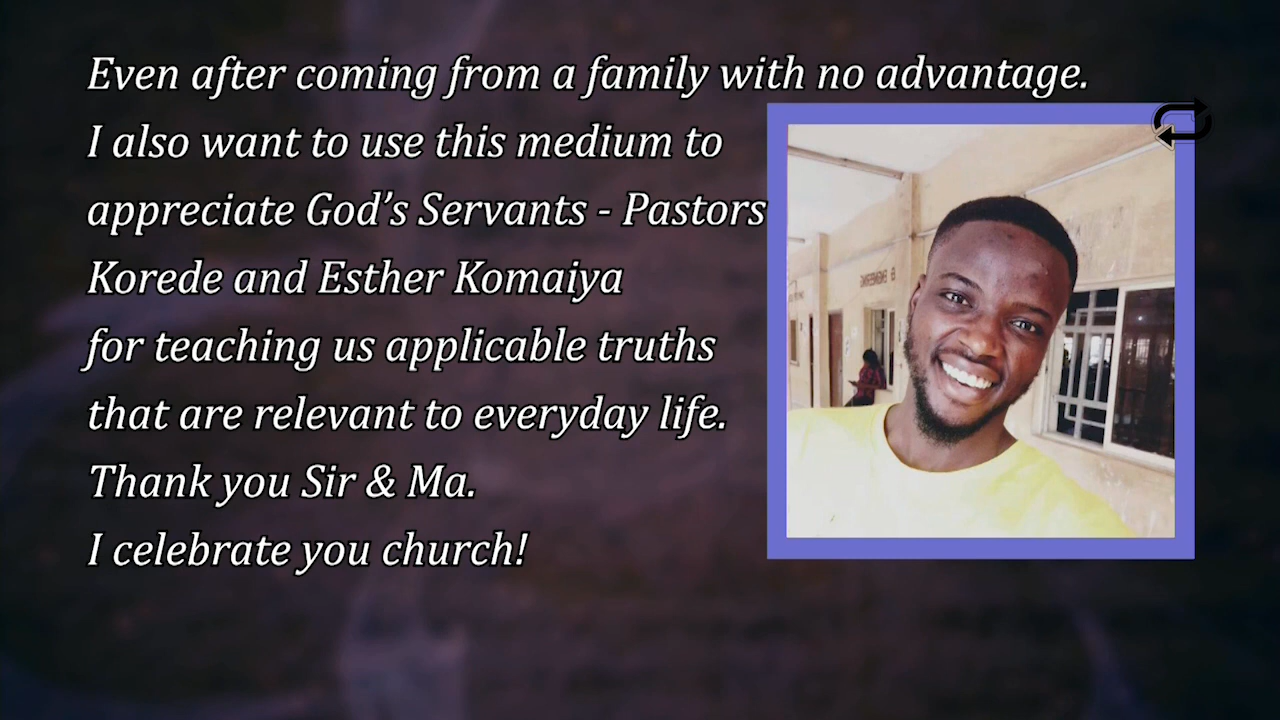 Even after coming from a family with no advantage.
I also want to use this medium to
appreciate God’s Servants - Pastors
Korede and Esther Komaiya
for teaching us applicable truths
that are relevant to everyday life.
Thank you Sir & Ma.
I celebrate you church!